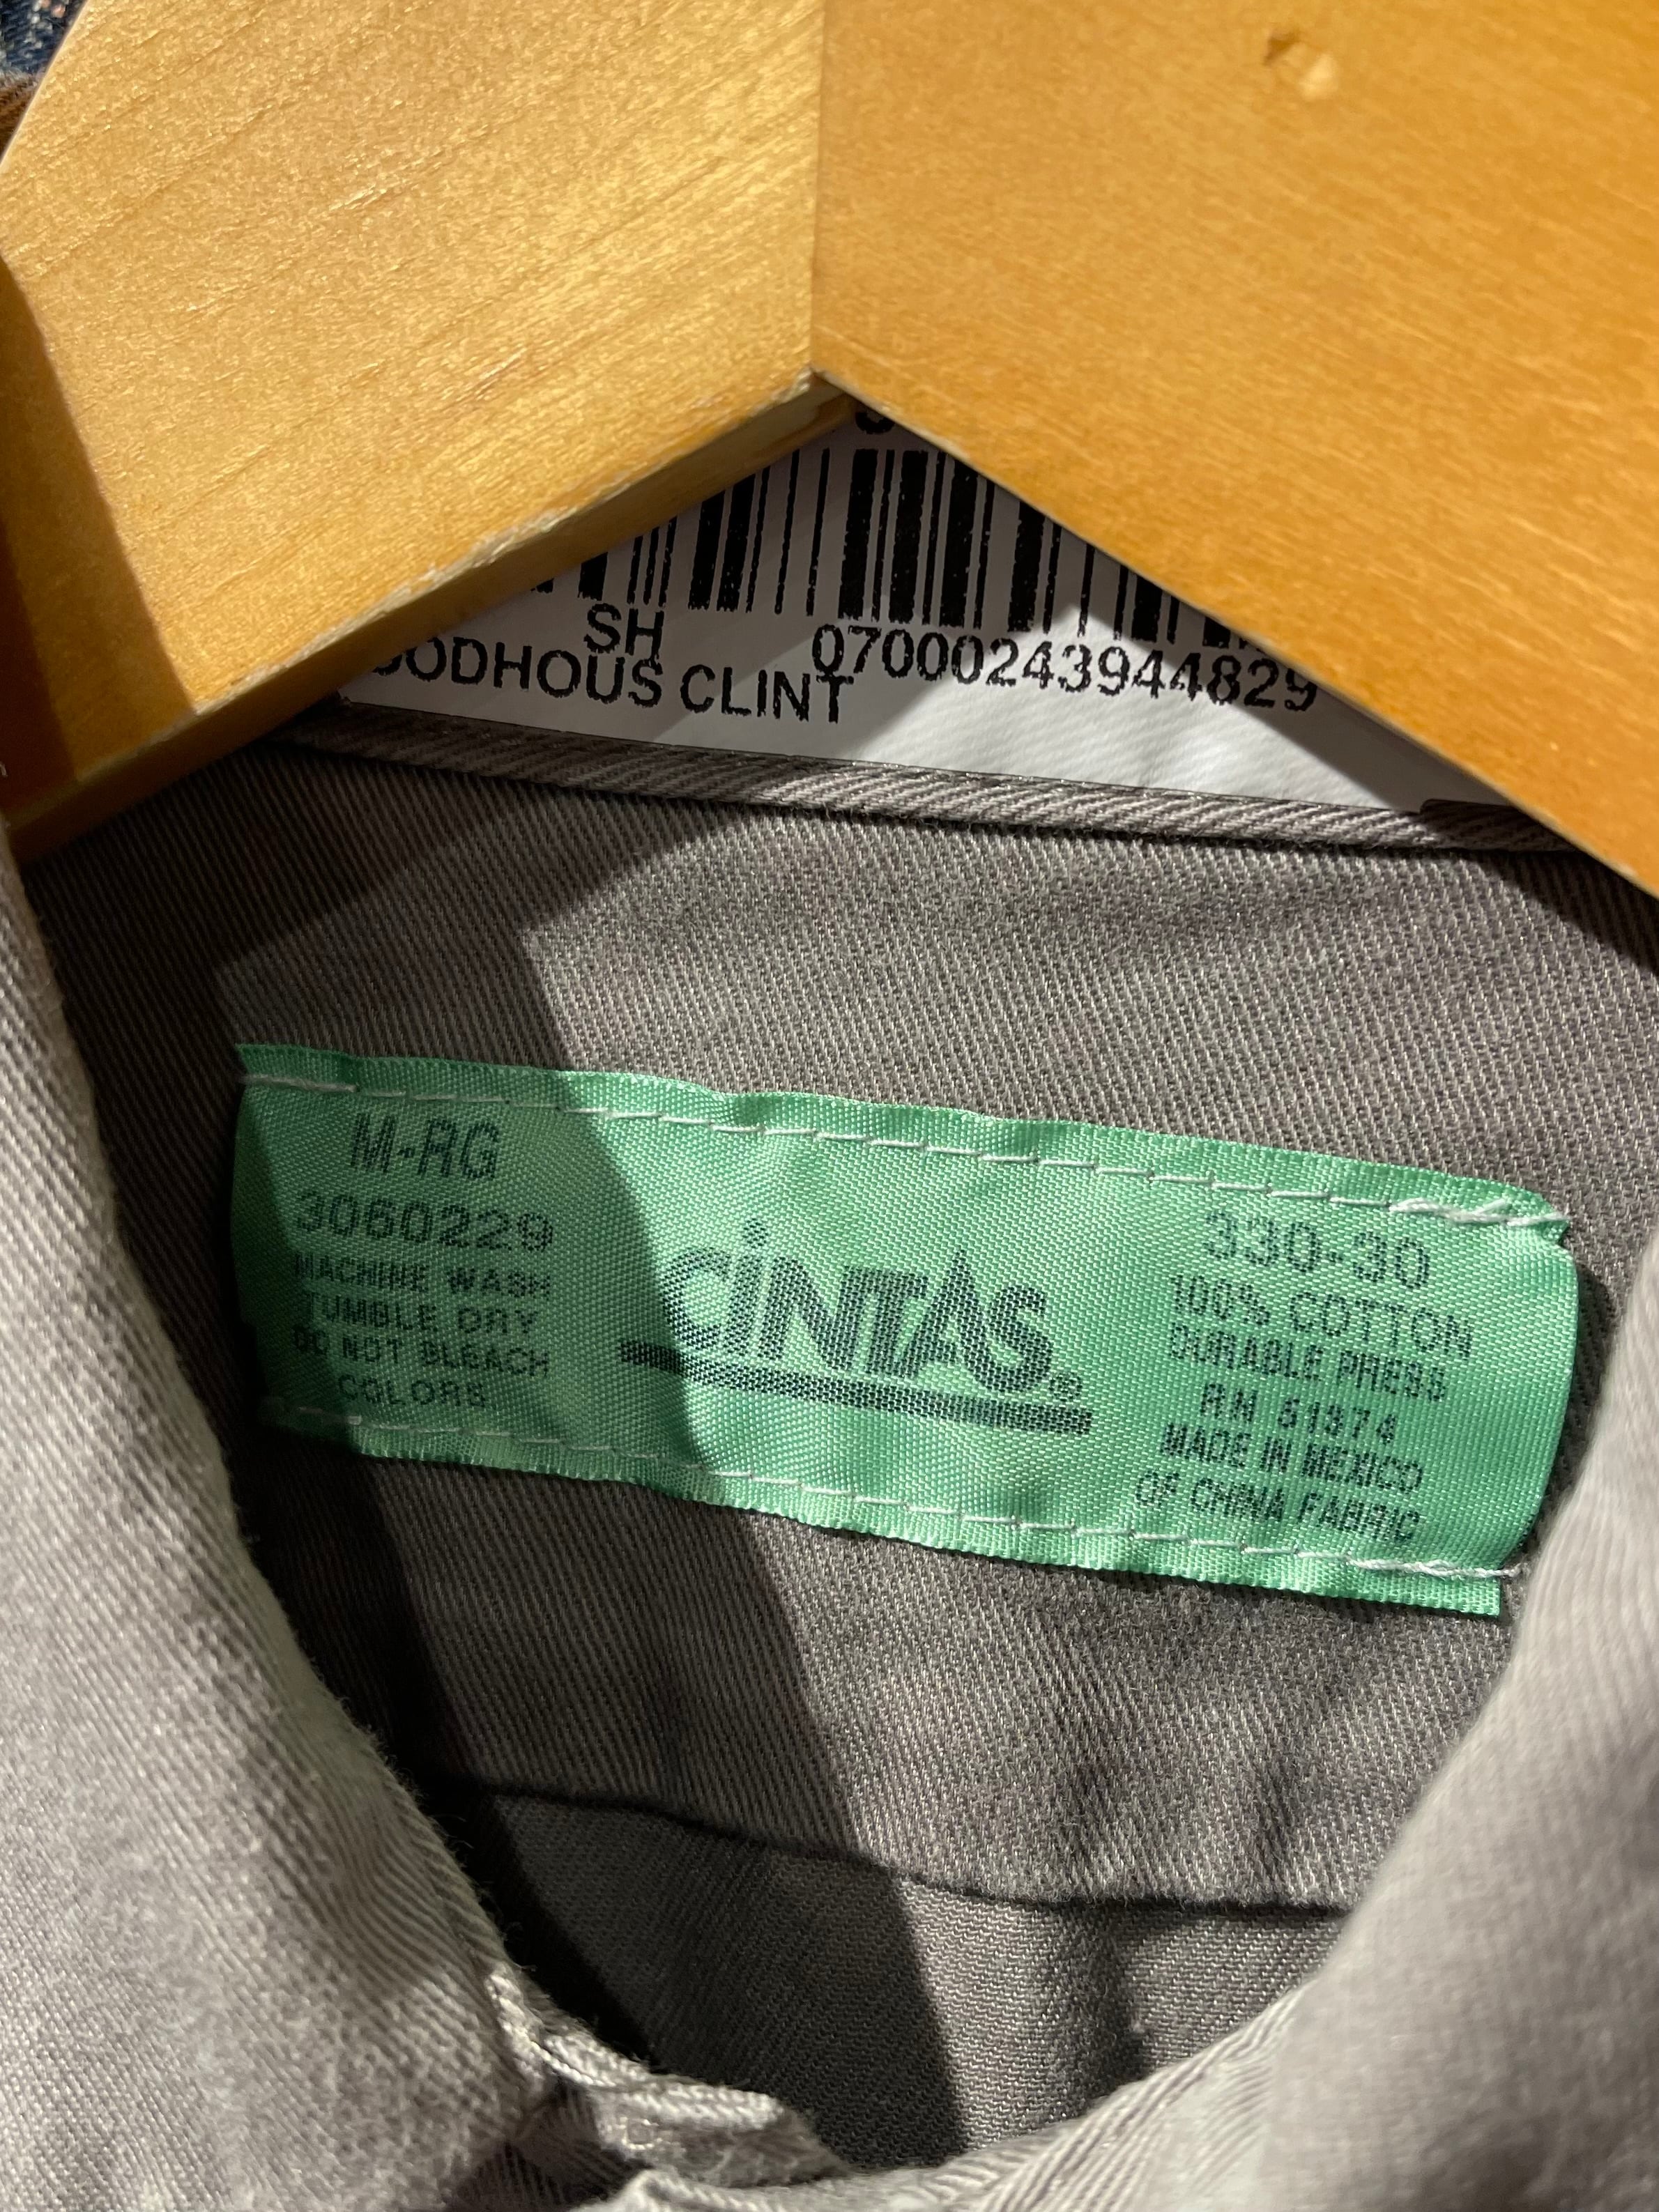 SH
07000243944829
OODHOUS CLINT
M-RG
3060229
MACHINE WASH
TUMBLE DRY
DO NOT BLEACH
COLORS
CINTAS®
330-30
100% COTTON
DURABLE PRESS
RN 51374
MADE IN MEXICO
OF CHINA FABRIC